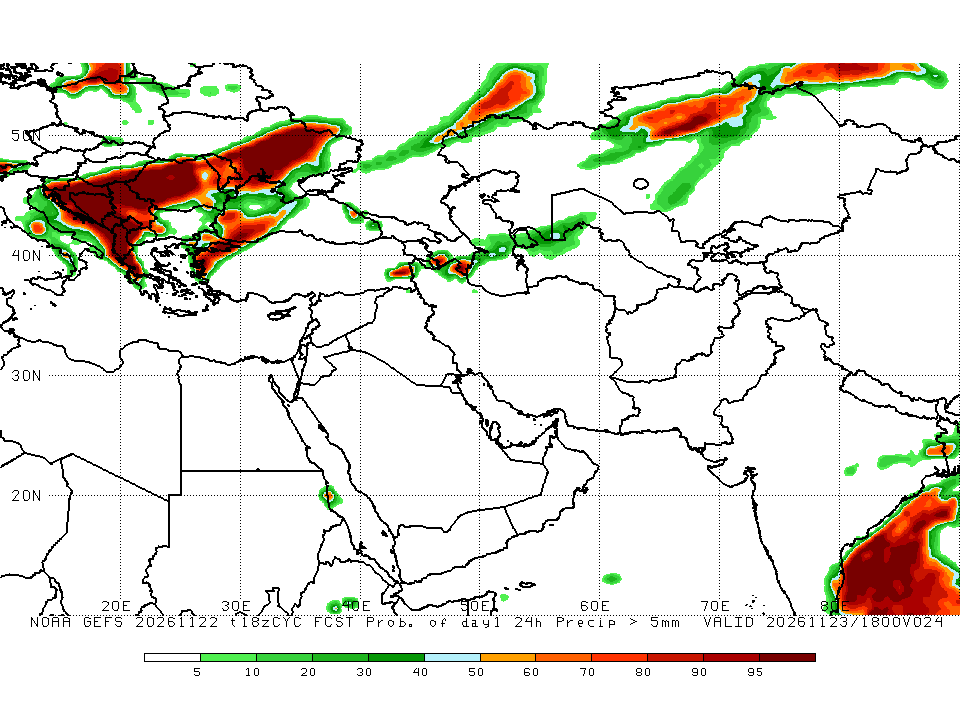 50N
40N
30N
20N
20E 30E 40E 50E 60E 70E 80E
NOAA GEFS 20261122 t18zCYC FCST Prob. of day1 24h Precip > 5mm VALID 20261123/1800V024
5 10 20 30 40 50 60 70 80 90 95